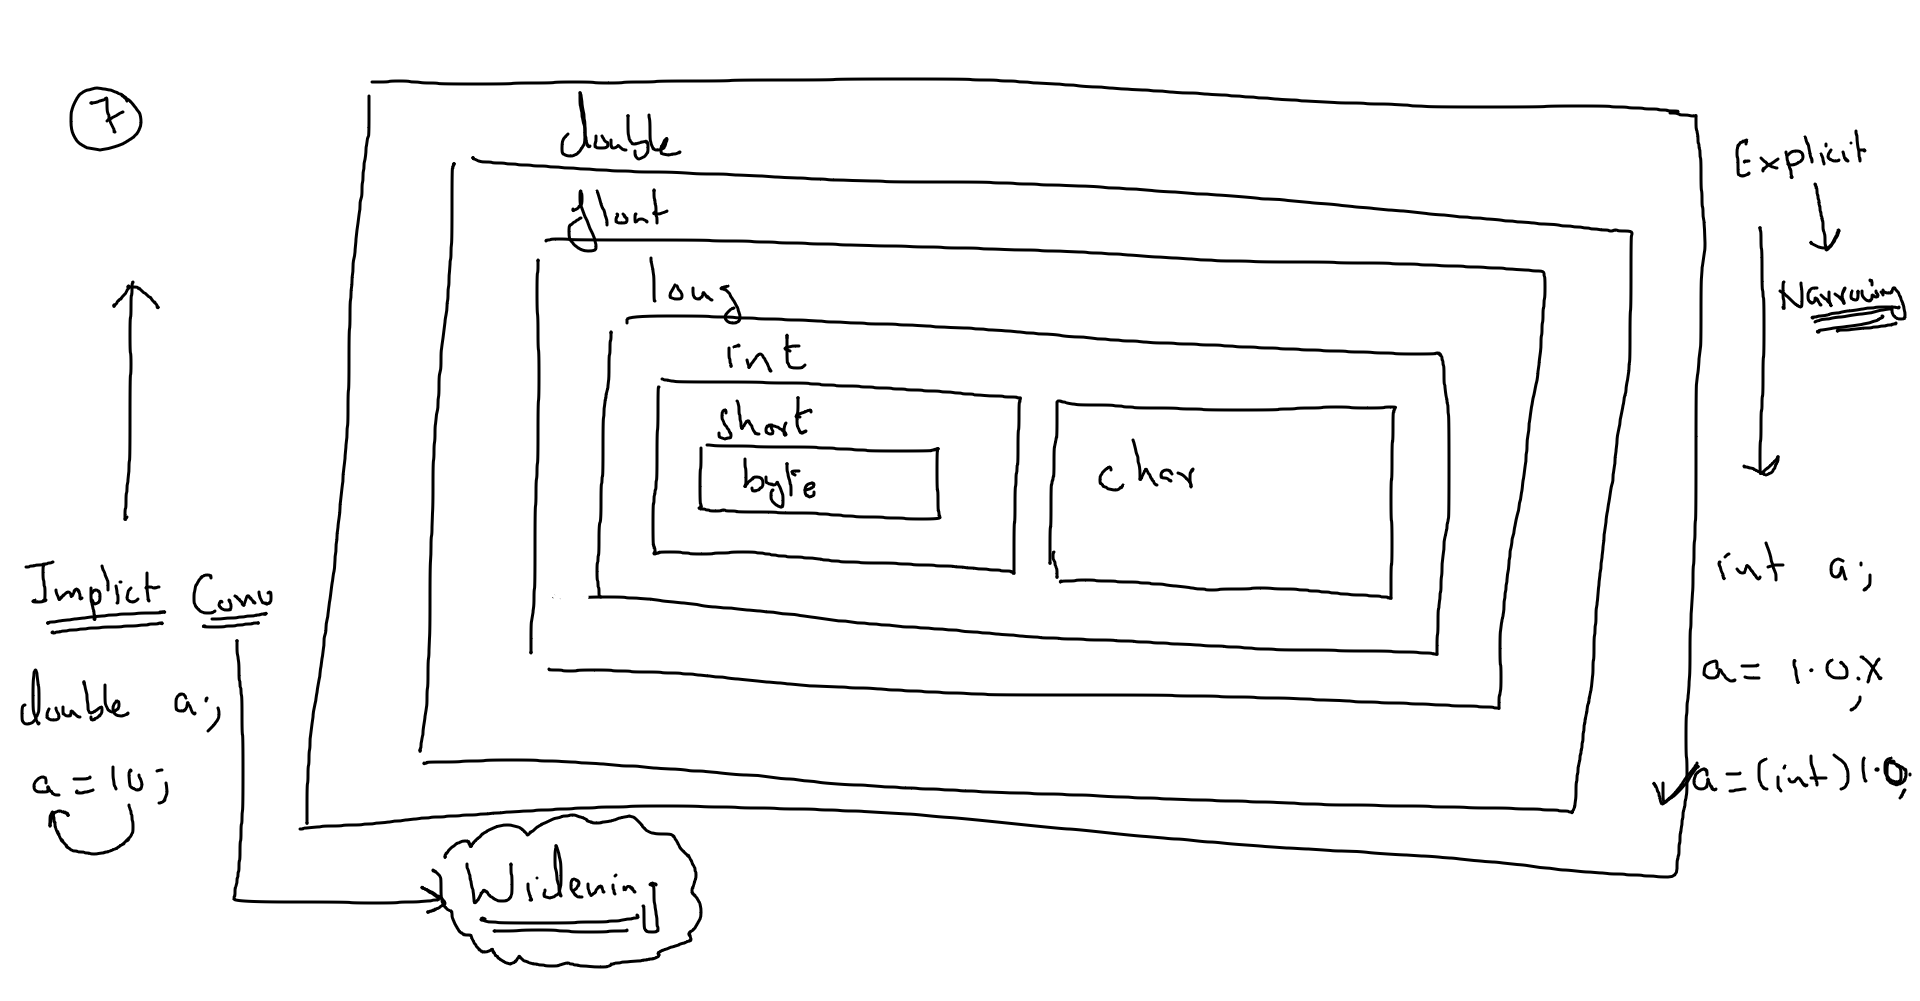 7
double
float
long
int
short
byte
char
Implict Conv
double a;
a = 10;
Widening
Explicit
Narrowing
int a;
a = 1.0; x
a = (int) 1.0;